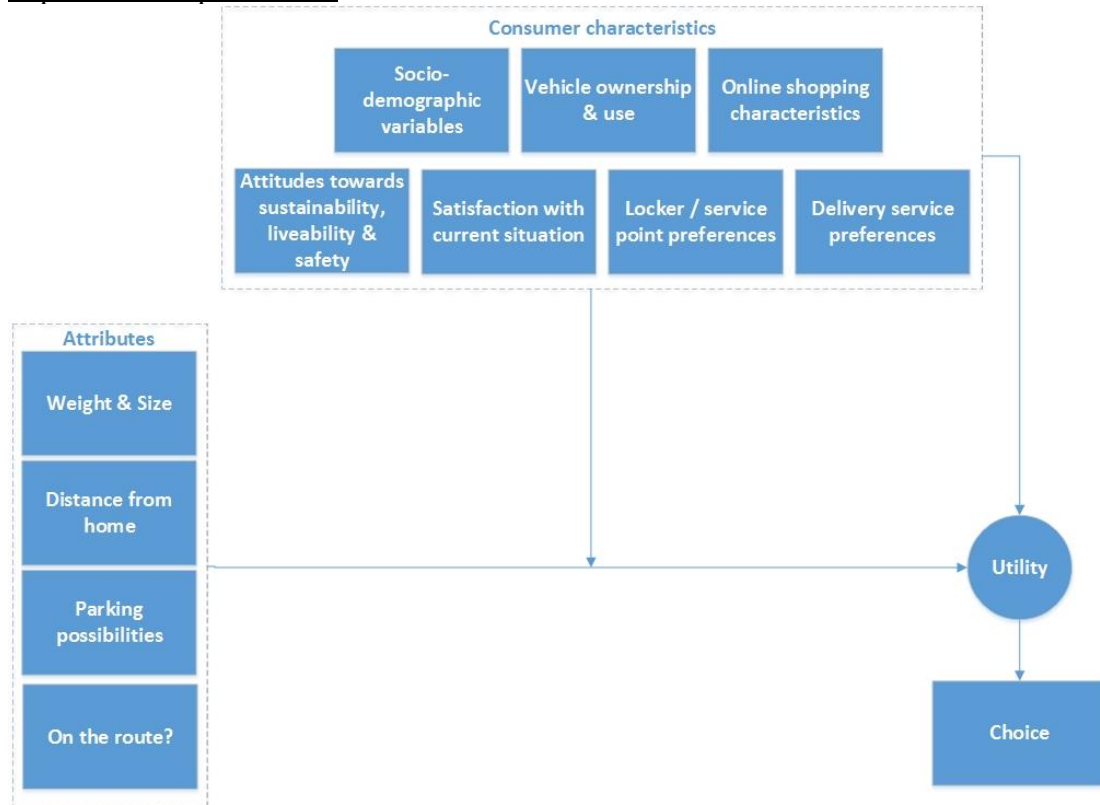 Consumer characteristics
Socio-
demographic
variables
Vehicle ownership
& use
Online shopping
characteristics
Attitudes towards
sustainability,
liveability &
safety
Satisfaction with
current situation
Locker / service
point preferences
Delivery service
preferences
Attributes
Weight & Size
Distance from
home
Parking
possibilities
On the route?
Utility
Choice